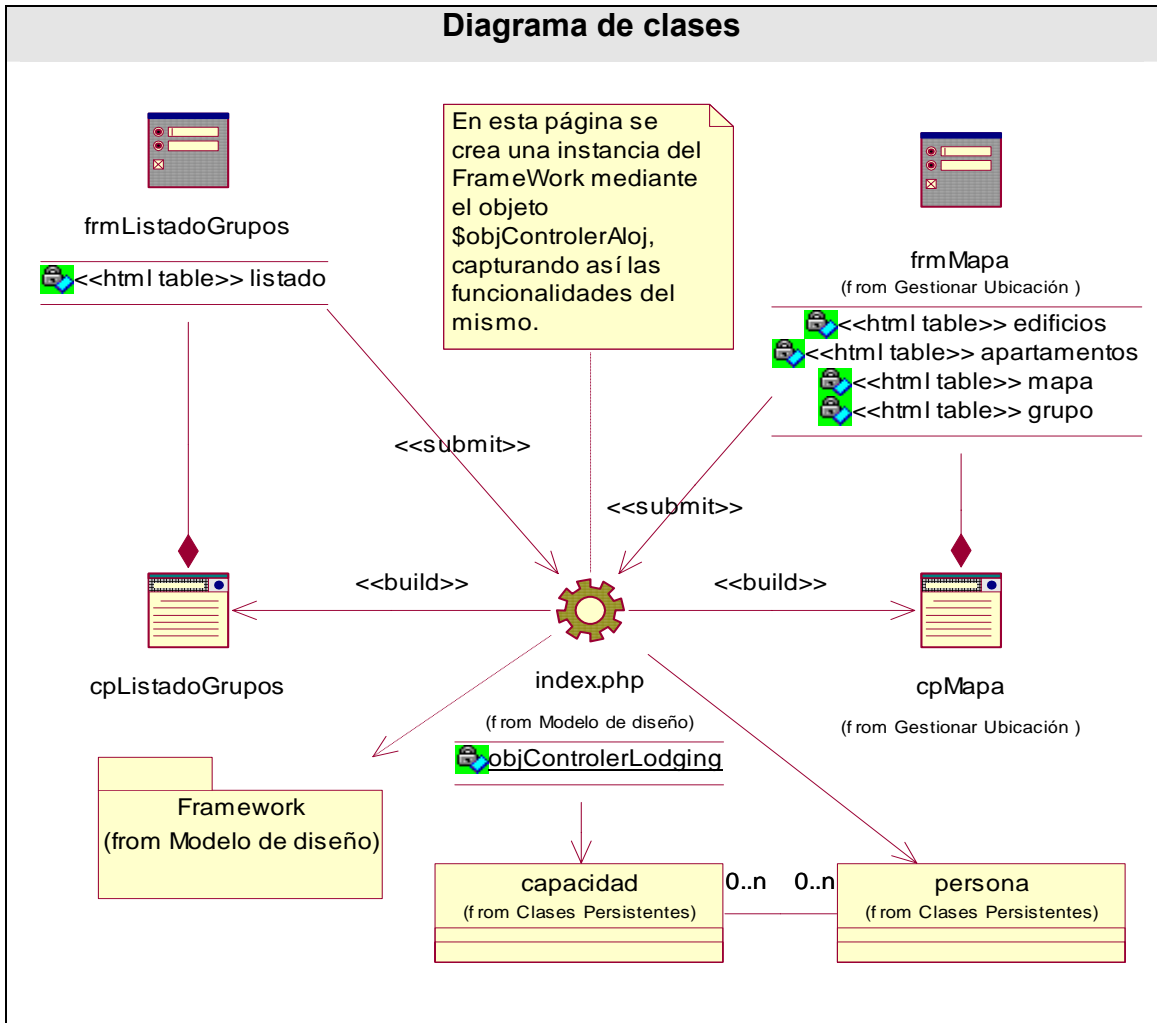 Diagrama de clases
En esta página se
crea una instancia del
FrameWork mediante
el objeto
$objControlerAloj,
capturando así las
funcionalidades del
mismo.
frmListadoGrupos
<<html table>> listado
frmMapa
(from Gestionar Ubicación )
<<html table>> edificios
<<html table>> apartamentos
<<html table>> mapa
<<html table>> grupo
<<submit>>
<<submit>>
<<build>>
<<build>>
cpListadoGrupos
index.php
(from Modelo de diseño)
objControlerLodging
cpMapa
(from Gestionar Ubicación )
Framework
(from Modelo de diseño)
capacidad
(from Clases Persistentes)
0..n
0..n
persona
(from Clases Persistentes)